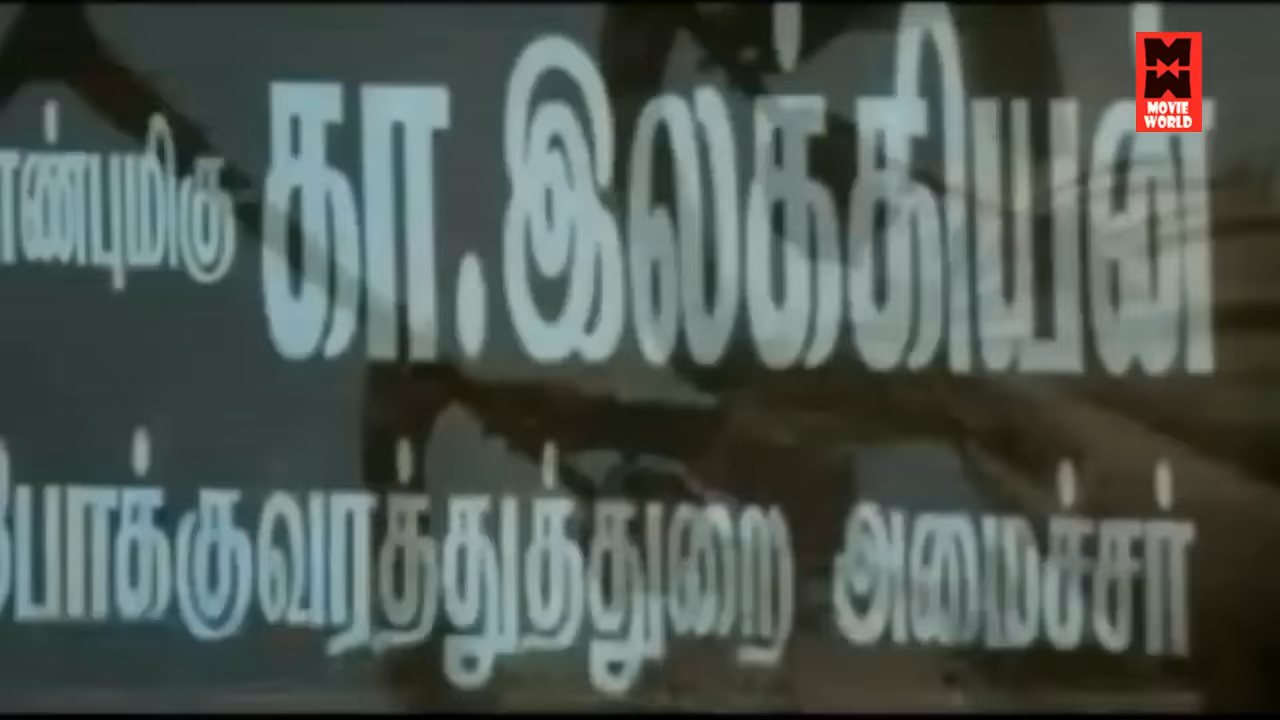 ாண்புமிகு கா.இலக்கியன்
போக்குவரத்துத்துறை அமைச்சர்
MOVIE
WORLD